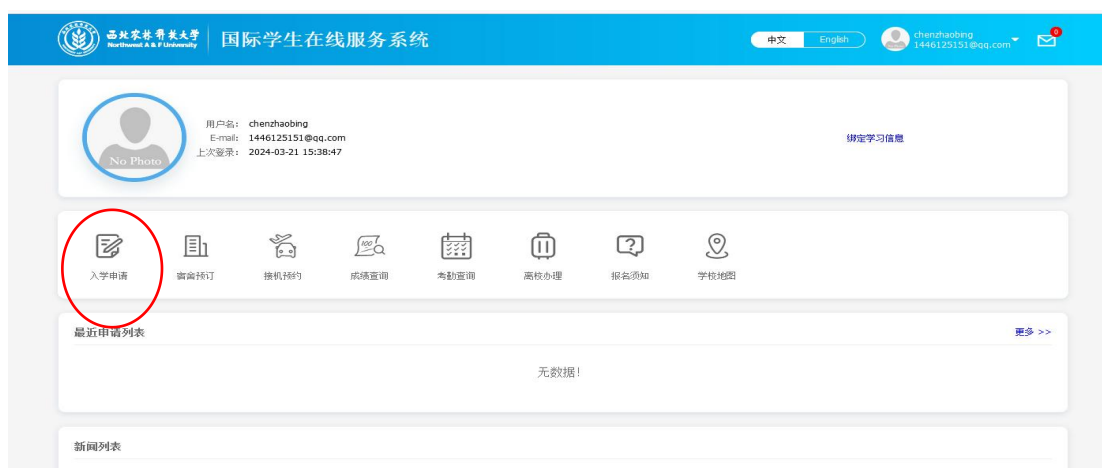 西北农林科技大学
Northwest A & F University
国际学生在线服务系统
中文 English
chenzhaobing
1446125151@qq.com
0
No Photo
用户名: chenzhaobing
E-mail: 1446125151@qq.com
上次登录: 2024-03-21 15:38:47
绑定学习信息
入学申请 宿舍预订 接机预约 成绩查询 考勤查询 离校办理 报名须知 学校地图
最近申请列表
更多 >>
无数据!
新闻列表